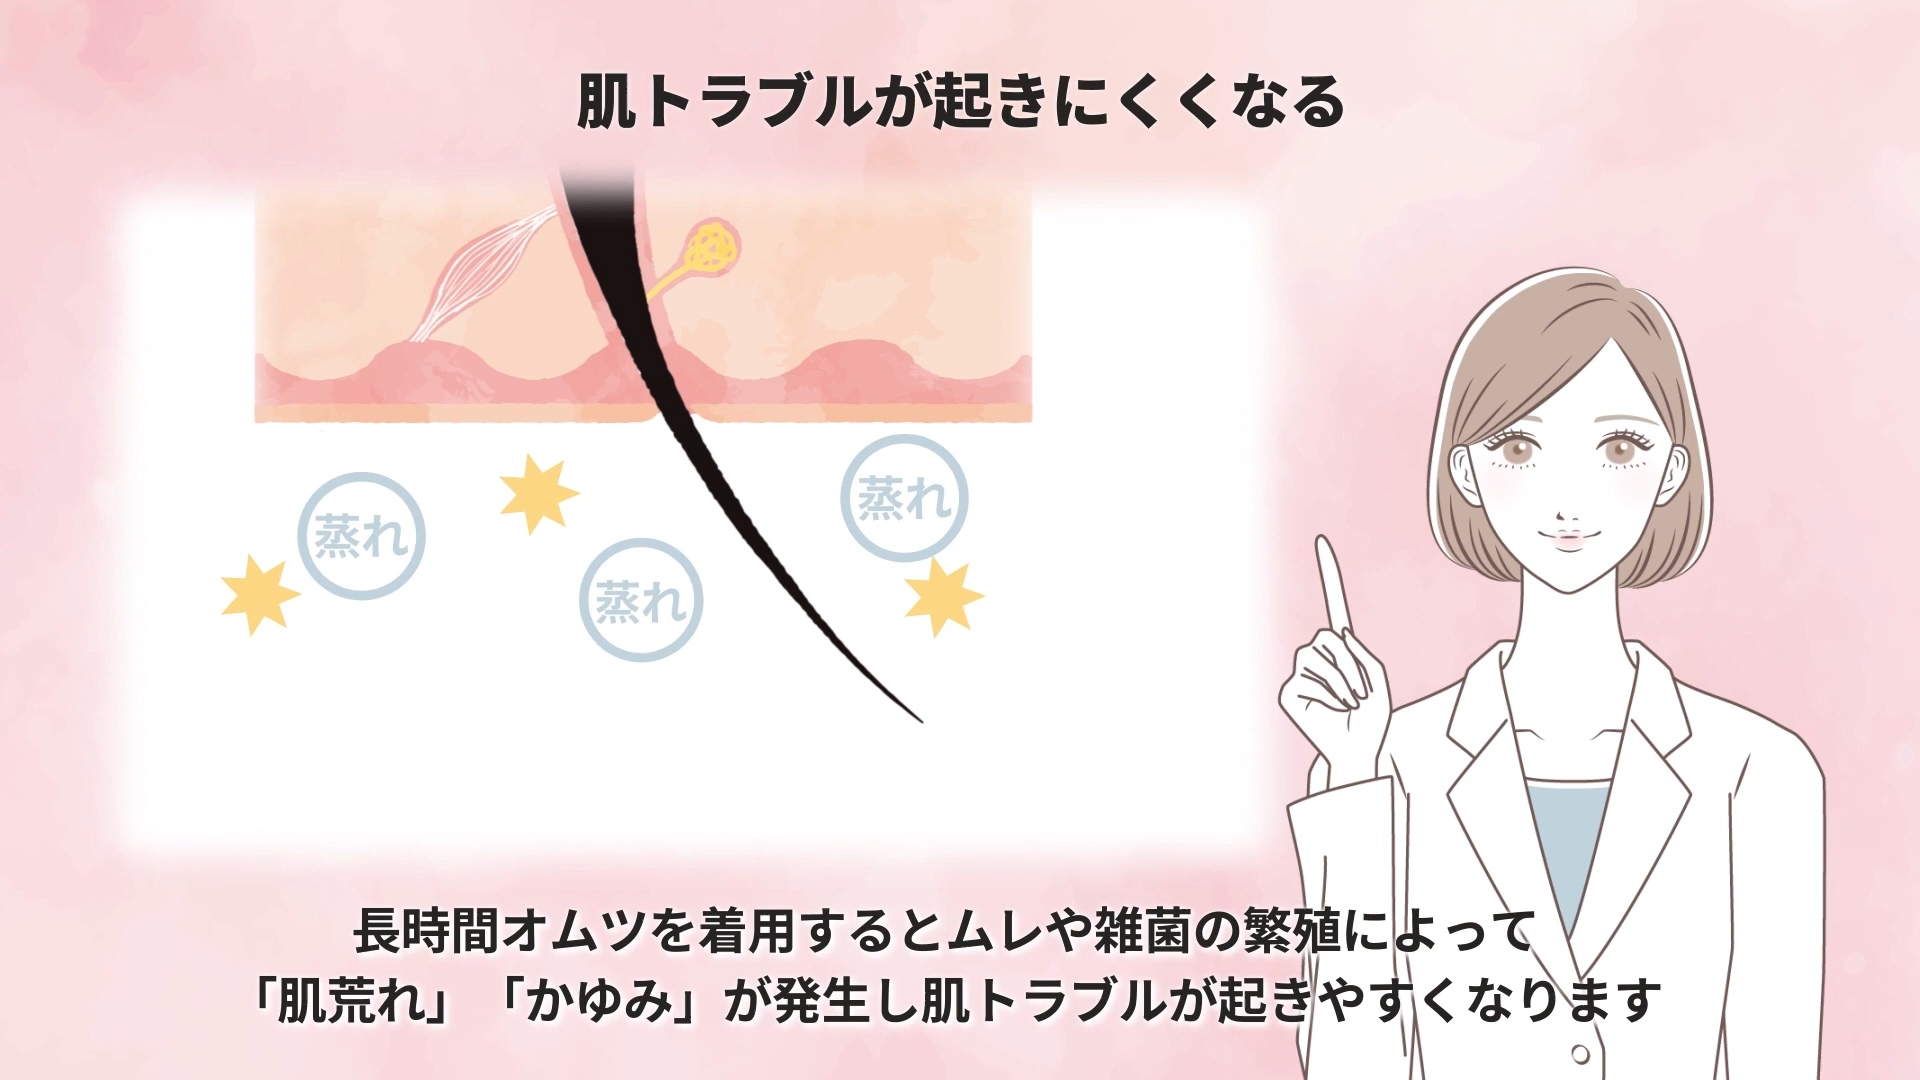 肌トラブルが起きにくくなる
蒸れ
蒸れ
蒸れ
長時間オムツを着用するとムレや雑菌の繁殖によって
「肌荒れ」「かゆみ」が発生し肌トラブルが起きやすくなります